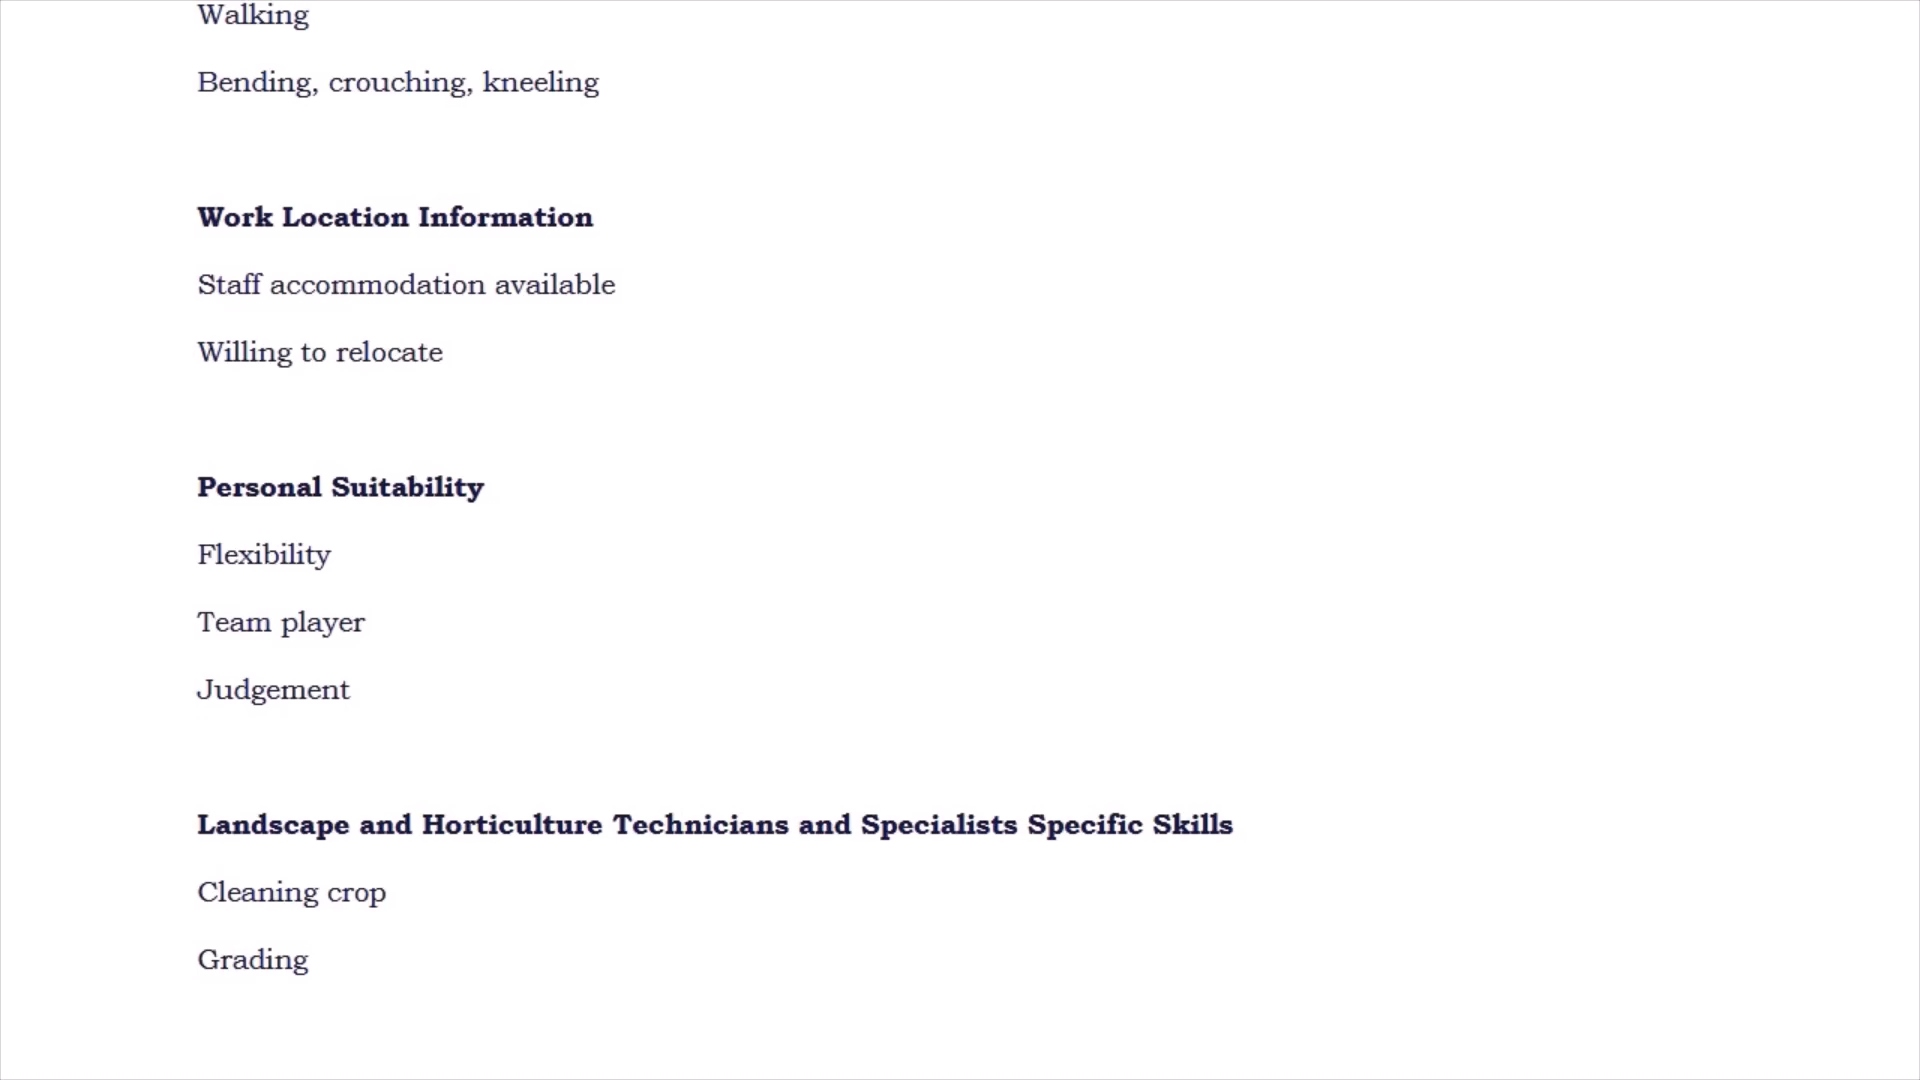 Walking
Bending, crouching, kneeling
Work Location Information
Staff accommodation available
Willing to relocate
Personal Suitability
Flexibility
Team player
Judgement
Landscape and Horticulture Technicians and Specialists Specific Skills
Cleaning crop
Grading